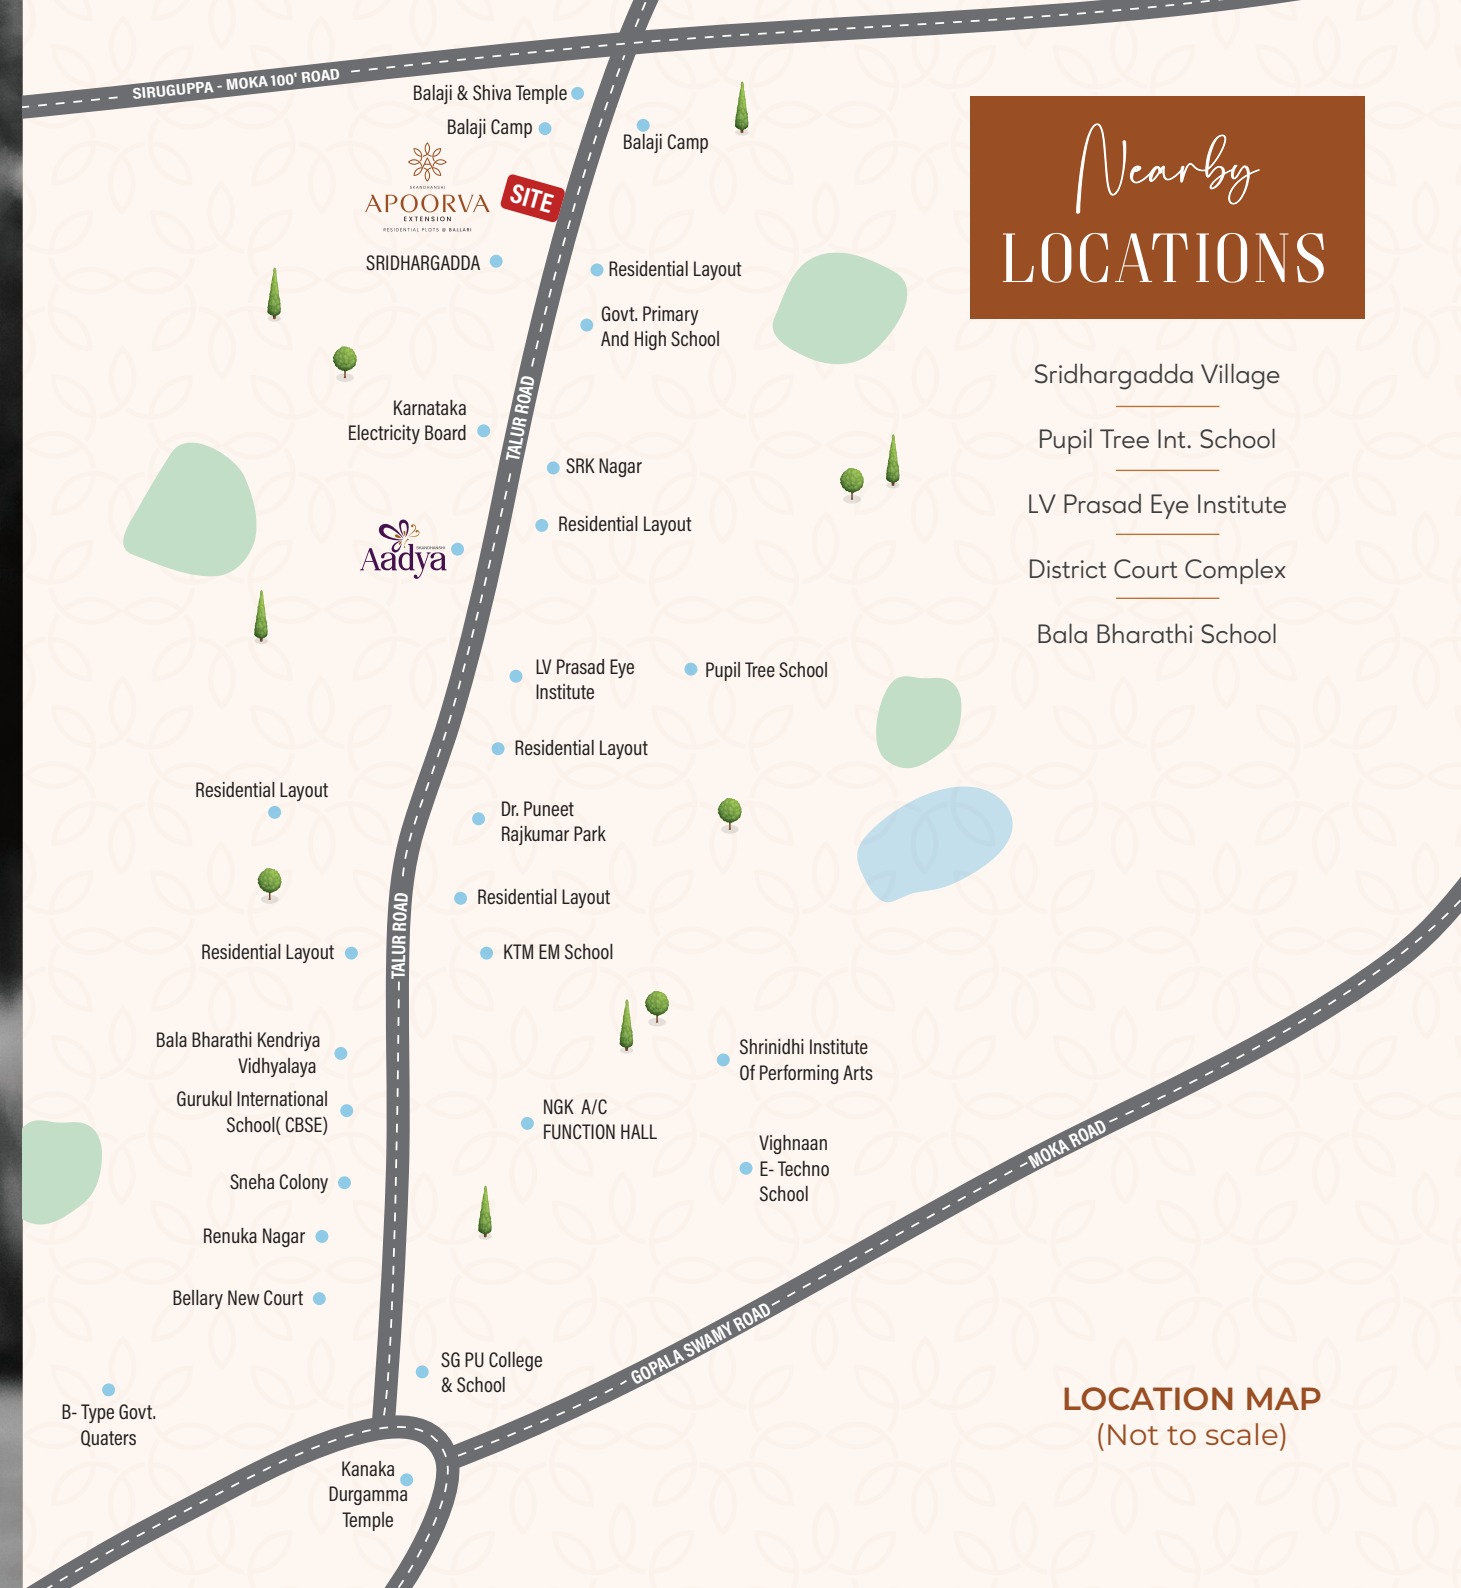 SIRUGUPPA - MOKA 100' ROAD
Balaji & Shiva Temple
Balaji Camp
Balaji Camp
SKANDHANSHI
APOORVA
EXTENSION
RESIDENTIAL PLOTS @ BALLARI
SITE
SRIDHARGADDA
Residential Layout
Govt. Primary
And High School
Karnataka
Electricity Board
TALUR ROAD
SRK Nagar
Residential Layout
SKANDHANSHI
Aadya
LV Prasad Eye
Institute
Pupil Tree School
Residential Layout
Residential Layout
Dr. Puneet
Rajkumar Park
Residential Layout
TALUR ROAD
Residential Layout
KTM EM School
Bala Bharathi Kendriya
Vidhyalaya
Shrinidhi Institute
Of Performing Arts
Gurukul International
School( CBSE)
NGK A/C
FUNCTION HALL
Vighnaan
E- Techno
School
MOKA ROAD
Sneha Colony
Renuka Nagar
Bellary New Court
GOPALA SWAMY ROAD
SG PU College
& School
B- Type Govt.
Quaters
Kanaka
Durgamma
Temple
Nearby
LOCATIONS
Sridhargadda Village
Pupil Tree Int. School
LV Prasad Eye Institute
District Court Complex
Bala Bharathi School
LOCATION MAP
(Not to scale)